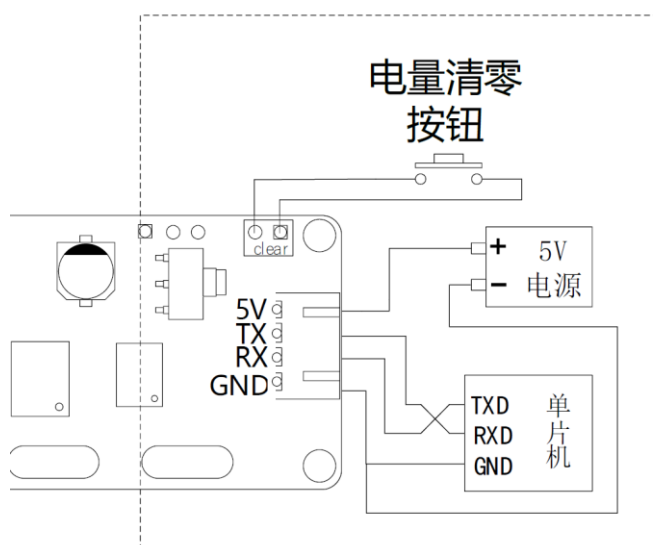 电量清零
按钮
clear
+ 5V
- 电源
5V
TX
RX
GND
TXD
RXD
GND
单片机